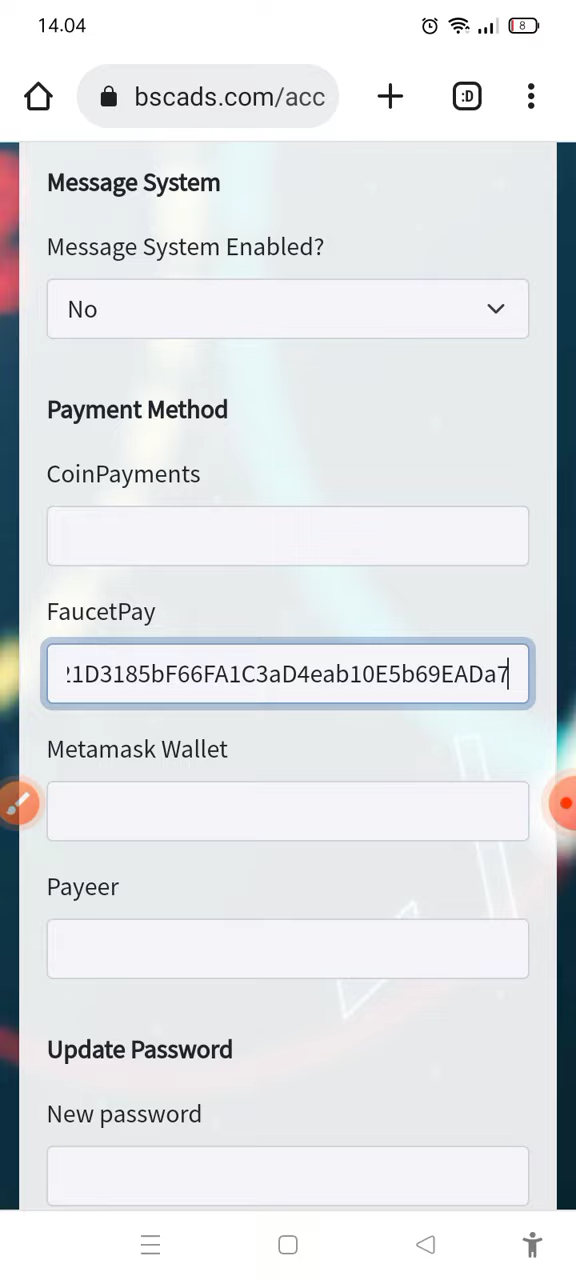 14.04
8
bscads.com/acc
:D
Message System
Message System Enabled?
No
Payment Method
CoinPayments
FaucetPay
1D3185bF66FA1C3aD4eab10E5b69EADa7
Metamask Wallet
Payeer
Update Password
New password